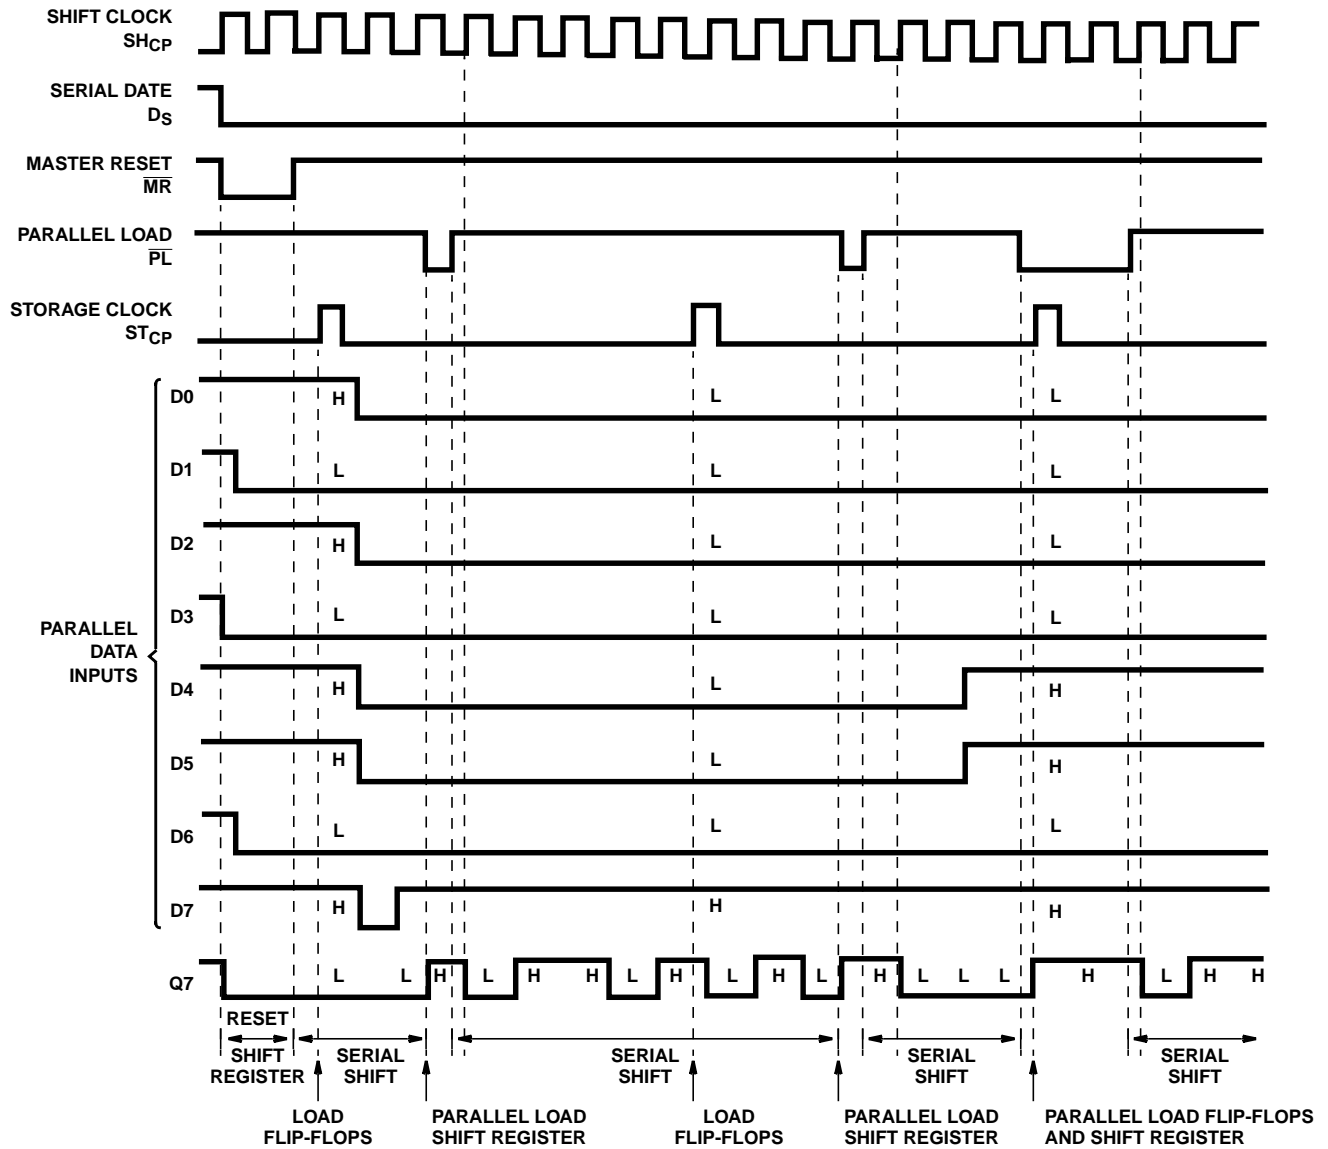 SHIFT CLOCK
SHCP
SERIAL DATE
DS
MASTER RESET
MR
PARALLEL LOAD
PL
STORAGE CLOCK
STCP
D0 H L L
D1 L L L
D2 H L L
D3 L L L
PARALLEL
DATA
INPUTS
D4 H L H
D5 H L H
D6 L L L
D7 H H H
Q7 L L H L H H L H L H L H L L L H L H H
RESET
SHIFT
REGISTER
SERIAL
SHIFT
SERIAL
SHIFT
SERIAL
SHIFT
SERIAL
SHIFT
LOAD
FLIP-FLOPS
PARALLEL LOAD
SHIFT REGISTER
LOAD
FLIP-FLOPS
PARALLEL LOAD
SHIFT REGISTER
PARALLEL LOAD FLIP-FLOPS
AND SHIFT REGISTER